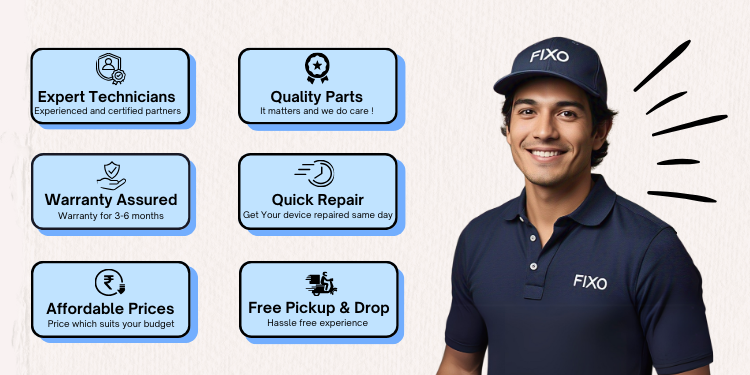 Expert Technicians
Experienced and certified partners
Quality Parts
It matters and we do care !
Warranty Assured
Warranty for 3-6 months
Quick Repair
Get Your device repaired same day
₹
Affordable Prices
Price which suits your budget
Free Pickup & Drop
Hassle free experience
FIXO
FIXO